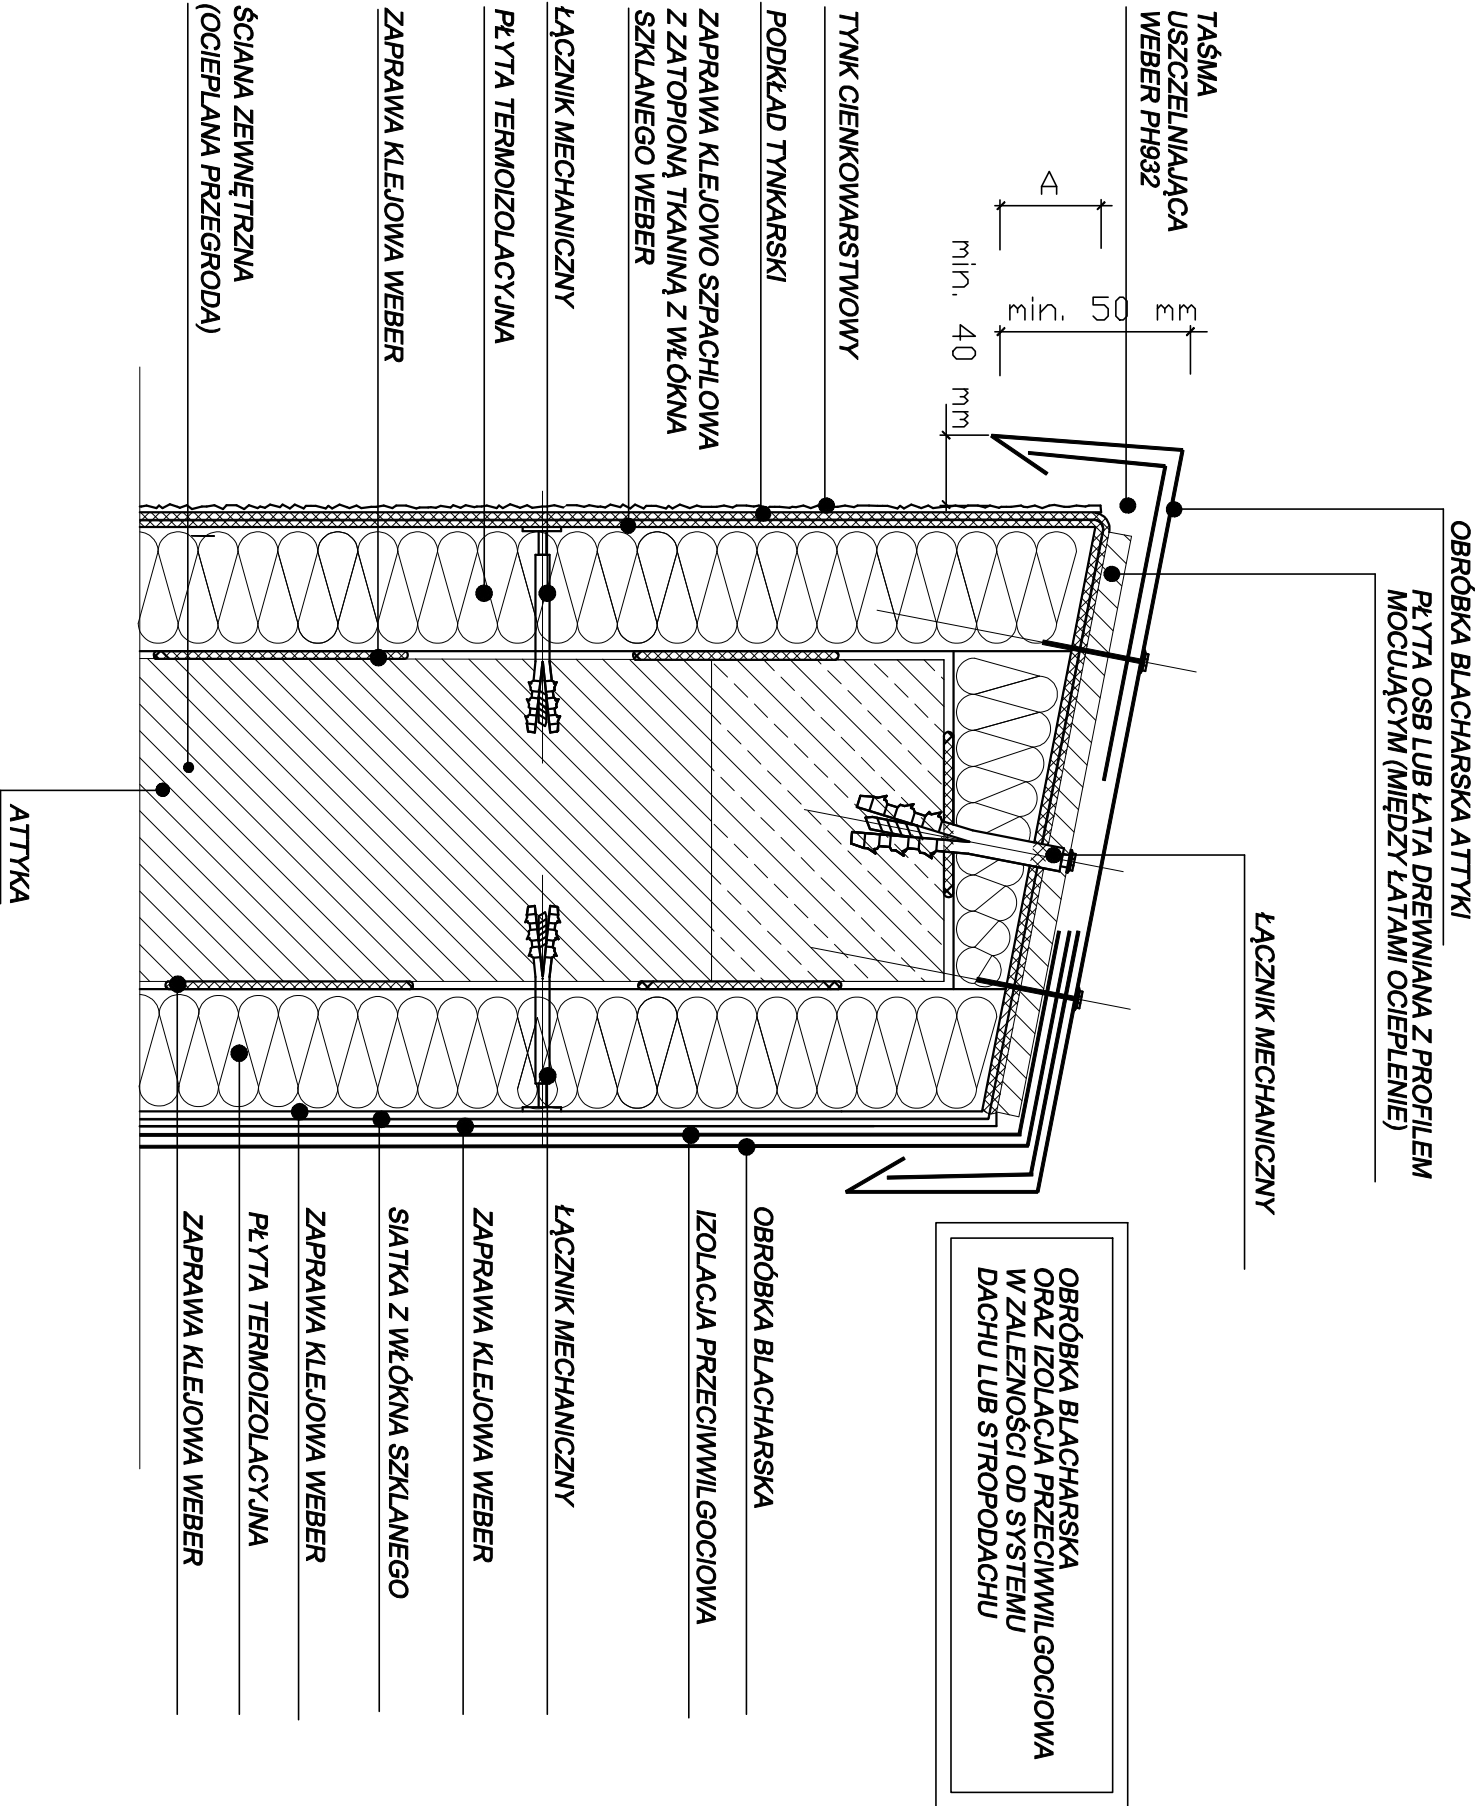 OBRÓBKA BLACHARSKA ATTYKI
PŁYTA OSB LUB ŁATA DREWNIANA Z PROFILEM
MOCUJĄCYM (MIĘDZY ŁATAMI OCIEPLENIE)
ŁĄCZNIK MECHANICZNY
TAŚMA
USZCZELNIAJĄCA
WEBER PH932
A
min. 50 mm
min. 40 mm
TYNK CIENKOWARSTWOWY
PODKŁAD TYNKARSKI
ZAPRAWA KLEJOWO SZPACHLOWA
Z ZATOPIONĄ TKANINĄ Z WŁÓKNA
SZKLANEGO WEBER
ŁĄCZNIK MECHANICZNY
PŁYTA TERMOIZOLACYJNA
ZAPRAWA KLEJOWA WEBER
ŚCIANA ZEWNĘTRZNA
(OCIEPLANA PRZEGRODA)
OBRÓBKA BLACHARSKA
ORAZ IZOLACJA PRZECIWWILGOCIOWA
W ZALEZNOŚCI OD SYSTEMU
DACHU LUB STROPODACHU
OBRÓBKA BLACHARSKA
IZOLACJA PRZECIWWILGOCIOWA
ŁĄCZNIK MECHANICZNY
ZAPRAWA KLEJOWA WEBER
SIATKA Z WŁÓKNA SZKLANEGO
ZAPRAWA KLEJOWA WEBER
PŁYTA TERMOIZOLACYJNA
ZAPRAWA KLEJOWA WEBER
ATTYKA